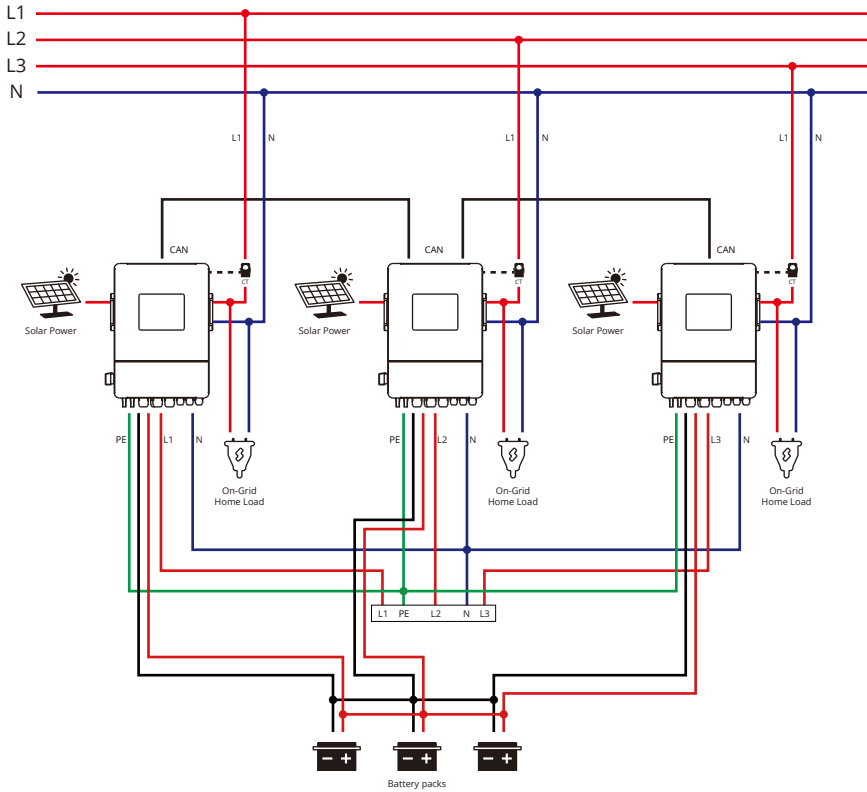 L1
L2
L3
N
L1
N
L1
N
L1
N
CAN
CAN
CAN
CT
CT
CT
Solar Power
Solar Power
Solar Power
PE
L1
N
PE
L2
N
PE
L3
N
On-Grid
Home Load
On-Grid
Home Load
On-Grid
Home Load
L1 PE L2 N L3
Battery packs